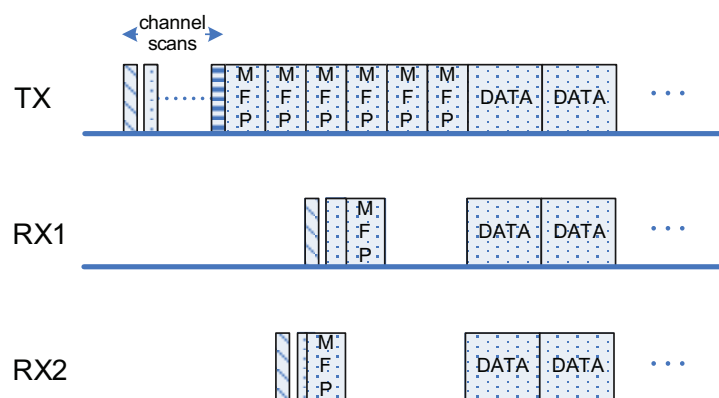 channel
scans
TX
M F P M F P M F P M F P M F P M F P DATA DATA ...
RX1
M F P DATA DATA ...
RX2
M F P DATA DATA ...